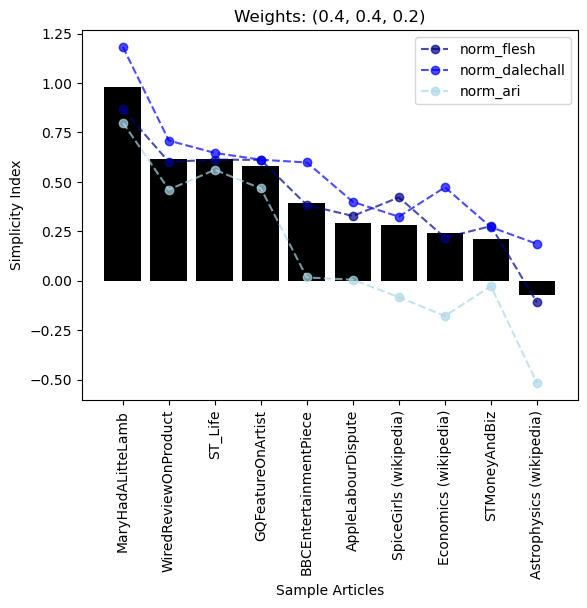 Weights: (0.4, 0.4, 0.2)
norm_flesh
norm_dalechall
norm_ari
1.25
1.00
0.75
0.50
0.25
0.00
−0.25
−0.50
Simplicity Index
MaryHadALitteLamb
WiredReviewOnProduct
ST_Life
GQFeatureOnArtist
BBCEntertainmentPiece
AppleLabourDispute
SpiceGirls (wikipedia)
Economics (wikipedia)
STMoneyAndBiz
Astrophysics (wikipedia)
Sample Articles